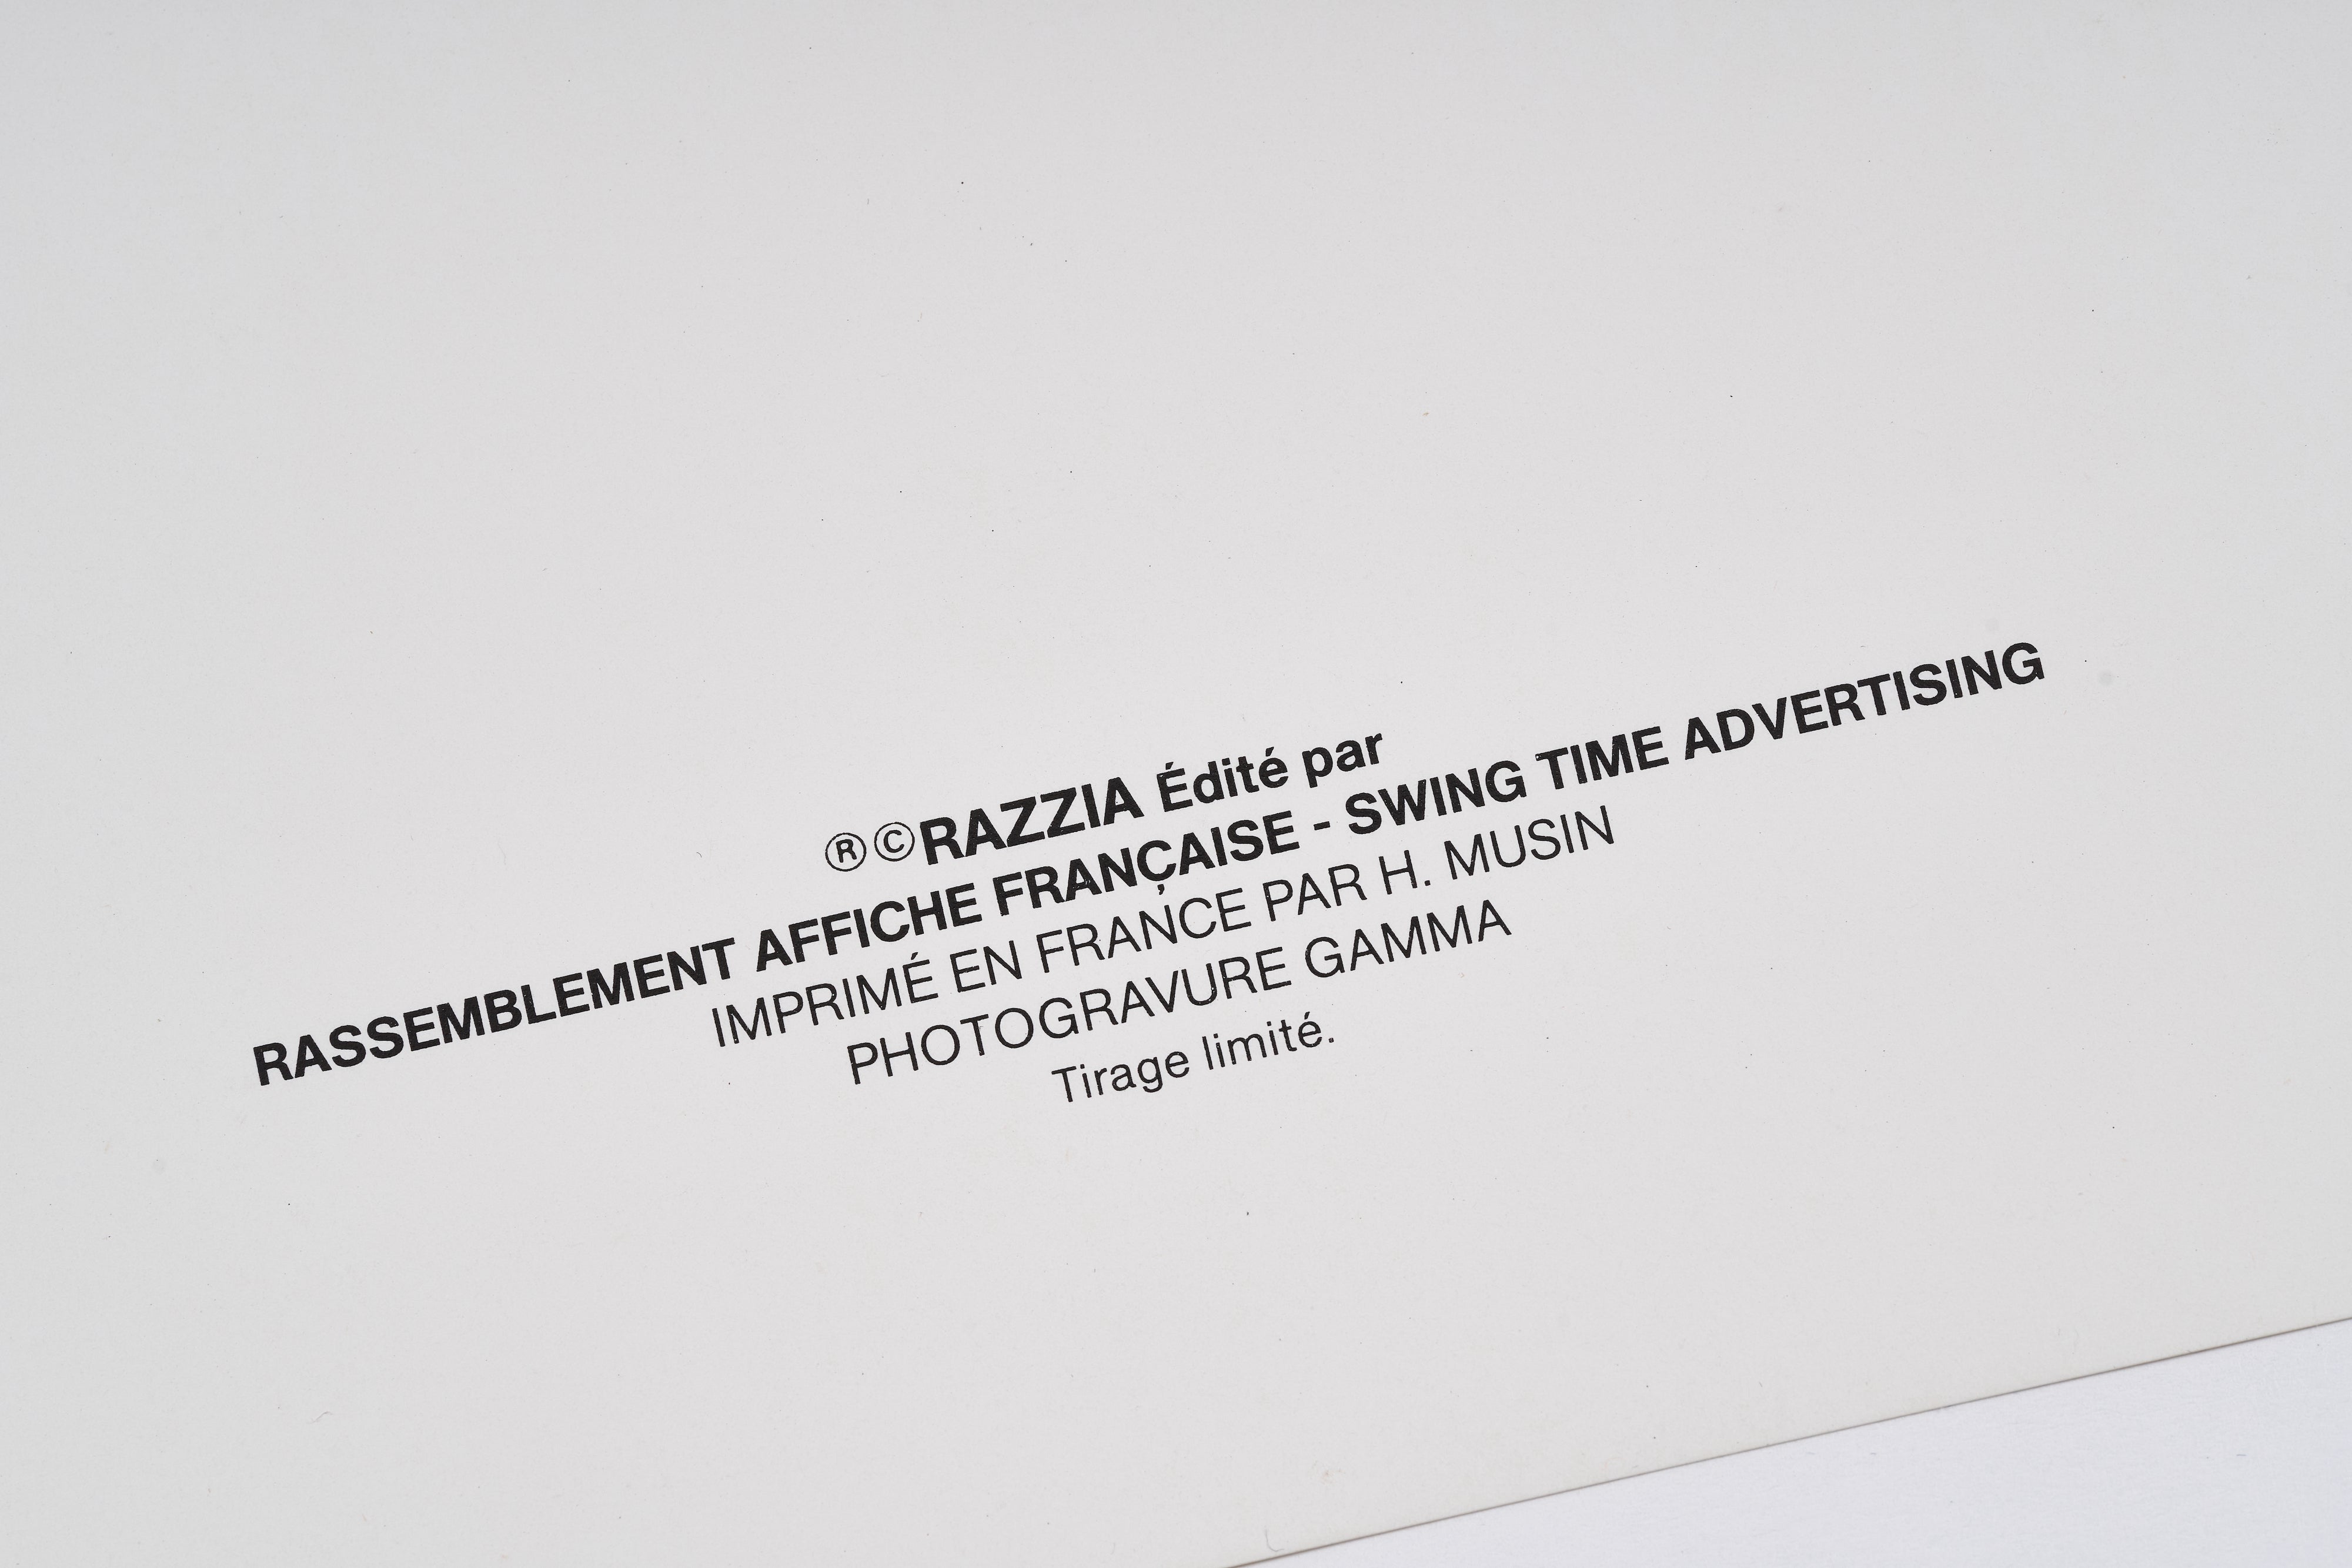 ®©RAZZIA Édité par
RASSEMBLEMENT AFFICHE FRANÇAISE - SWING TIME ADVERTISING
IMPRIMÉ EN FRANCE PAR H. MUSIN
PHOTOGRAVURE GAMMA
Tirage limité.